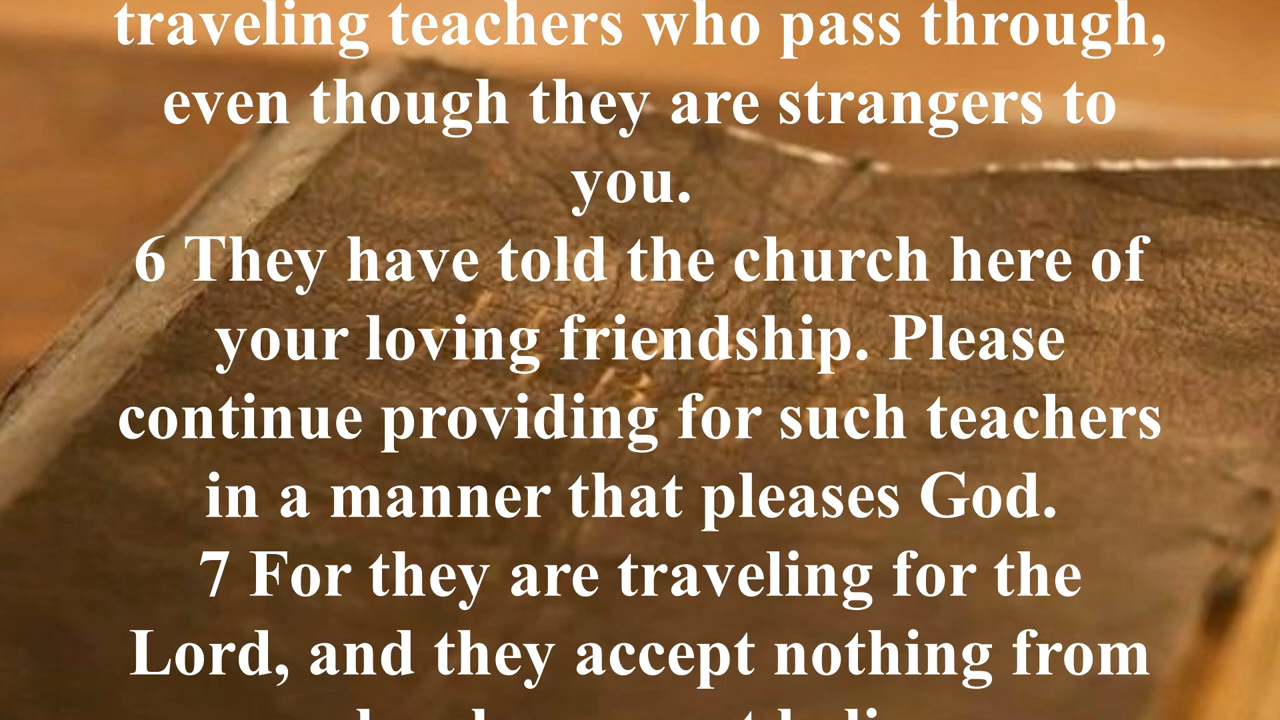 traveling teachers who pass through,
even though they are strangers to
you.
6 They have told the church here of
your loving friendship. Please
continue providing for such teachers
in a manner that pleases God.
7 For they are traveling for the
Lord, and they accept nothing from